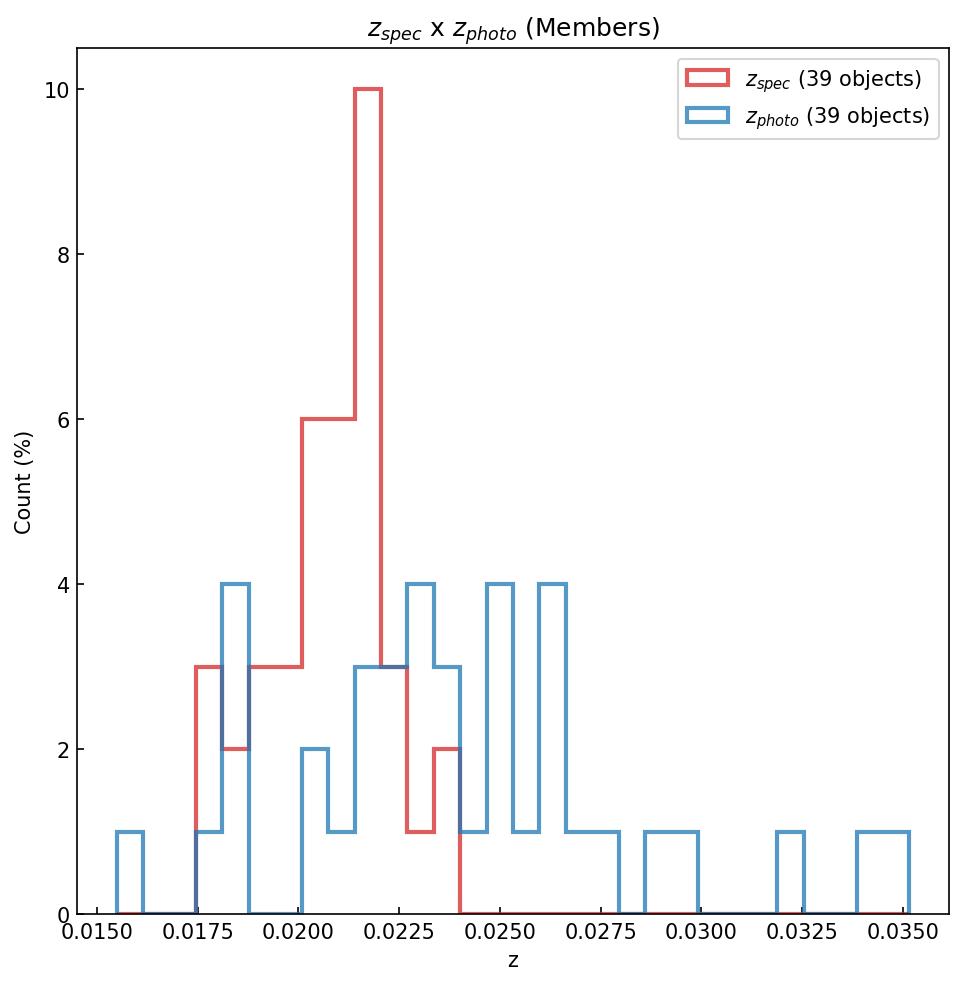 z_spec x z_photo (Members)
z_spec (39 objects)
z_photo (39 objects)
10
8
6
4
2
0
Count (%)
0.0150 0.0175 0.0200 0.0225 0.0250 0.0275 0.0300 0.0325 0.0350
z